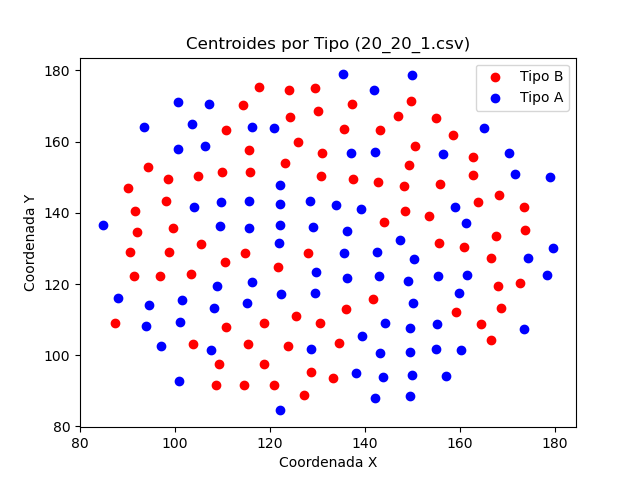 Centroides por Tipo (20_20_1.csv)
Tipo B
Tipo A
Coordenada Y
180
160
140
120
100
80
80 100 120 140 160 180
Coordenada X